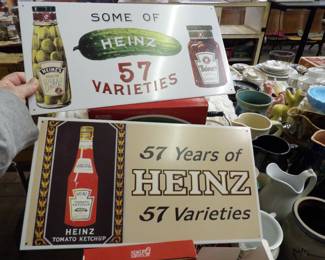 SOME OF
HEINZ
57
VARIETIES
57 Years of
HEINZ
57 Varieties
HEINZ
TOMATO KETCHUP